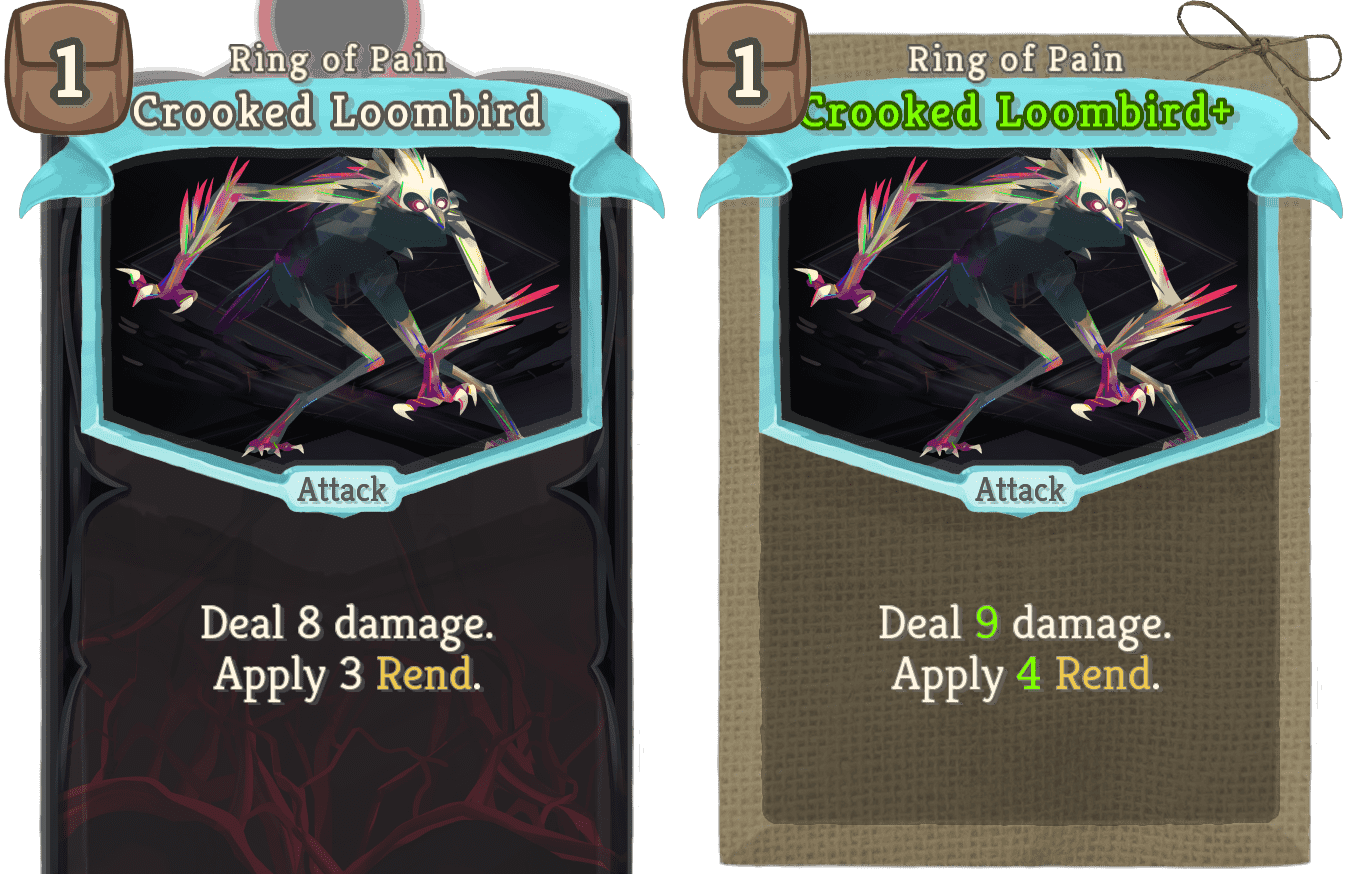 1
Ring of Pain
Crooked Loombird
Attack
Deal 8 damage.
Apply 3 Rend.
1
Ring of Pain
Crooked Loombird+
Attack
Deal 9 damage.
Apply 4 Rend.